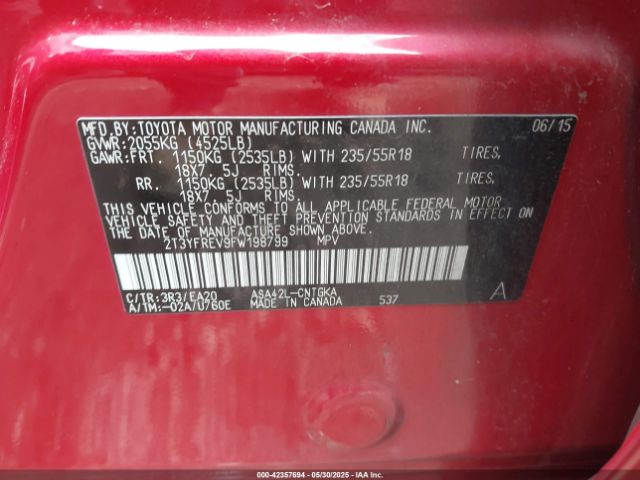 MFD.BY:TOYOTA MOTOR MANUFACTURING CANADA INC. 06/15
GVWR:2055KG (4525LB)
GAWR:FRT. 1150KG (2535LB) WITH 235/55R18 TIRES,
18X7. 5J RIMS.
RR. 1150KG (2535LB) WITH 235/55R18 TIRES,
18X7. 5J RIMS.
THIS VEHICLE CONFORMS TO ALL APPLICABLE FEDERAL MOTOR
VEHICLE SAFETY AND THEFT PREVENTION STANDARDS IN EFFECT ON
THE DATE OF MANUFACTURE SHOWN ABOVE.
2T3YFREV9FW198799 MPV
C/TR:3R3/EA20 ASA42L-CNTGKA
A/TM:-02A/U760E MADE IN CANADA 537
A
000-42357694 - 05/30/2025 - IAA Inc.